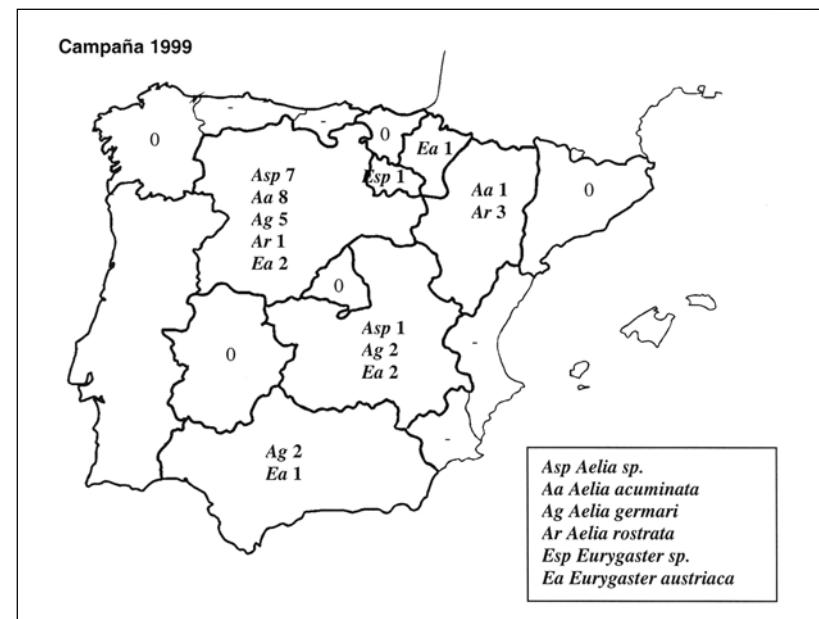 Campaña 1999
-
-
0
0
Ea 1
Esp 1
Asp 7
Aa 8
Ag 5
Ar 1
Ea 2
Aa 1
Ar 3
0
0
Asp 1
Ag 2
Ea 2
-
0
-
Ag 2
Ea 1
Asp Aelia sp.
Aa Aelia acuminata
Ag Aelia germari
Ar Aelia rostrata
Esp Eurygaster sp.
Ea Eurygaster austriaca